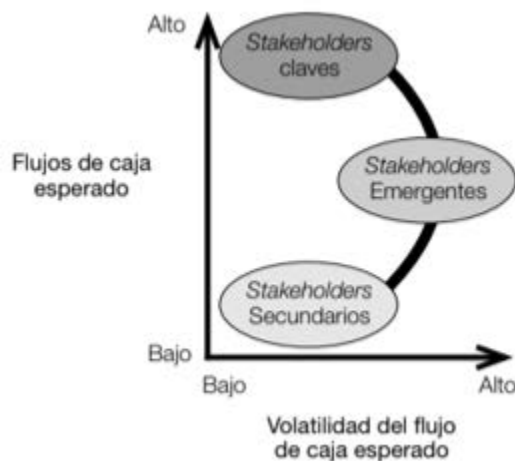 Alto
Stakeholders
claves
Flujos de caja
esperado
Stakeholders
Emergentes
Stakeholders
Secundarios
Bajo
Bajo
Alto
Volatilidad del flujo
de caja esperado